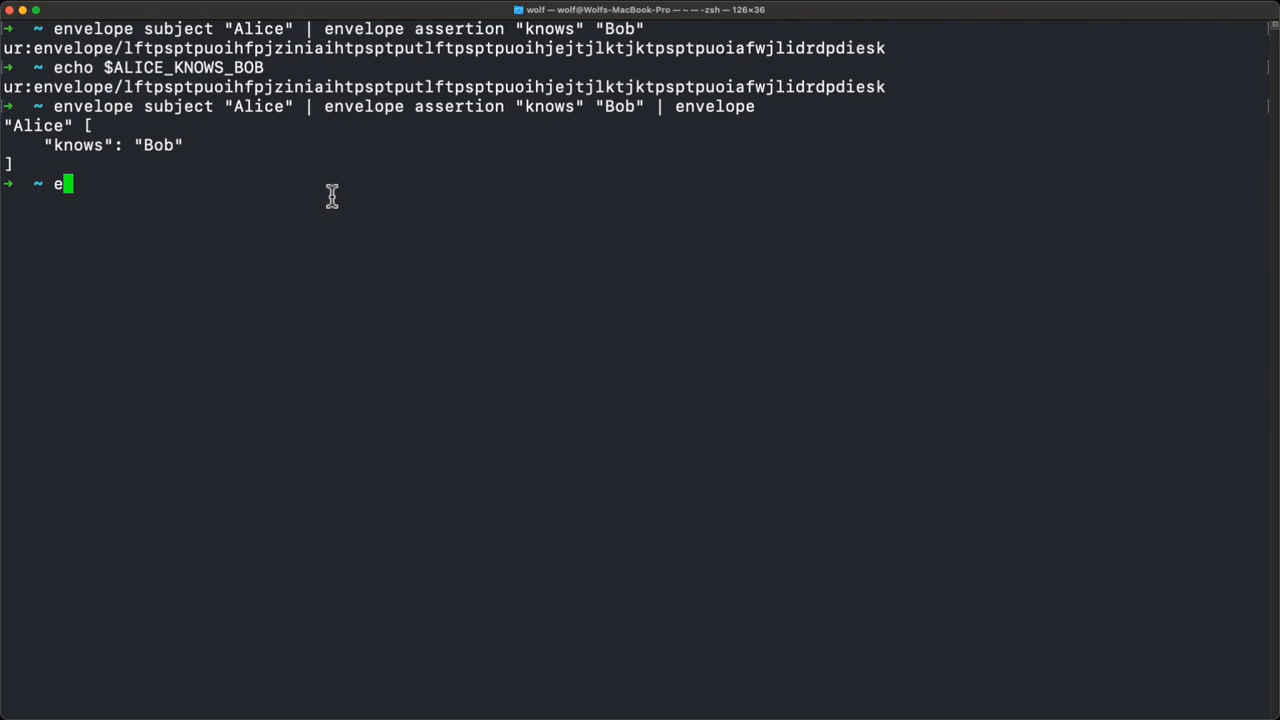 wolf — wolf@Wolfs-MacBook-Pro — ~ — -zsh — 126×36
→ ~ envelope subject "Alice" | envelope assertion "knows" "Bob"
ur:envelope/lftpsptpuoihfpjziniaihtpsptputlftpsptpuoihjejtjlktjktpsptpuoiafwjlidrdpdiesk
→ ~ echo $ALICE_KNOWS_BOB
ur:envelope/lftpsptpuoihfpjziniaihtpsptputlftpsptpuoihjejtjlktjktpsptpuoiafwjlidrdpdiesk
→ ~ envelope subject "Alice" | envelope assertion "knows" "Bob" | envelope
"Alice" [
    "knows": "Bob"
]
→ ~ e